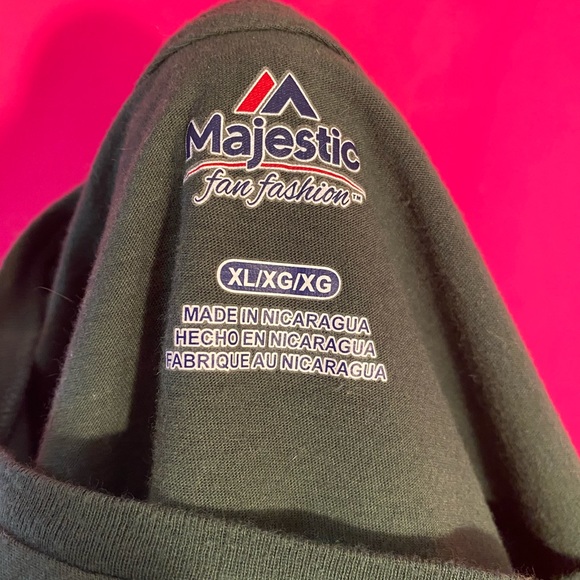 Majestic
fan fashion™
XL/XG/XG
MADE IN NICARAGUA
HECHO EN NICARAGUA
FABRIQUE AU NICARAGUA